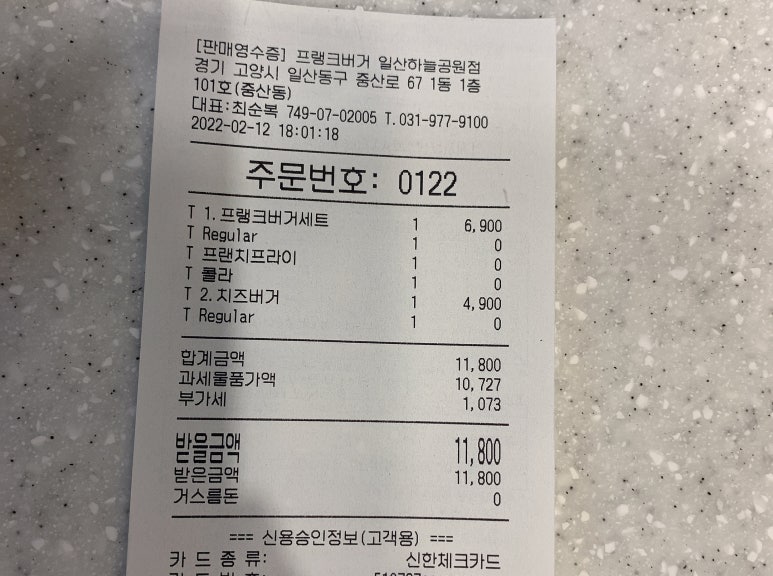 [판매영수증] 프랭크버거 일산하늘공원점
경기 고양시 일산동구 중산로 67 1동 1층
101호(중산동)
대표:최순복 749-07-02005 T.031-977-9100
2022-02-12 18:01:18
주문번호: 0122
T 1.프랭크버거세트 1 6,900
T Regular 1 0
T 프랜치프라이 1 0
T 콜라 1 0
T 2.치즈버거 1 4,900
T Regular 1 0
합계금액 11,800
과세물품가액 10,727
부가세 1,073
받을금액 11,800
받은금액 11,800
거스름돈 0
=== 신용승인정보(고객용) ===
카 드 종 류: 신한체크카드